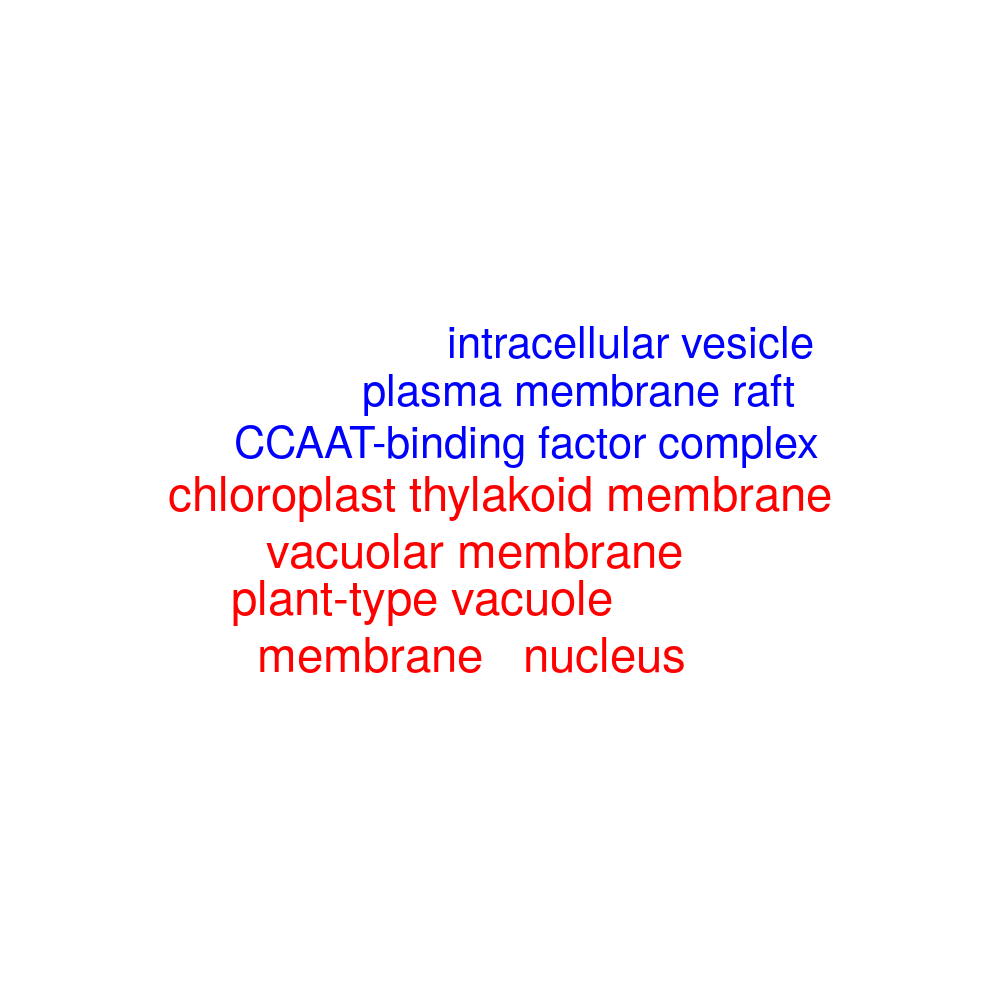 intracellular vesicle
plasma membrane raft
CCAAT-binding factor complex
chloroplast thylakoid membrane
vacuolar membrane
plant-type vacuole
membrane nucleus